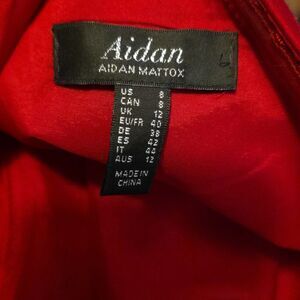 Aidan
AIDAN MATTOX
US 8
CAN 8
UK 12
EU/FR 40
DE 38
ES 42
IT 44
AUS 12
MADE IN
CHINA